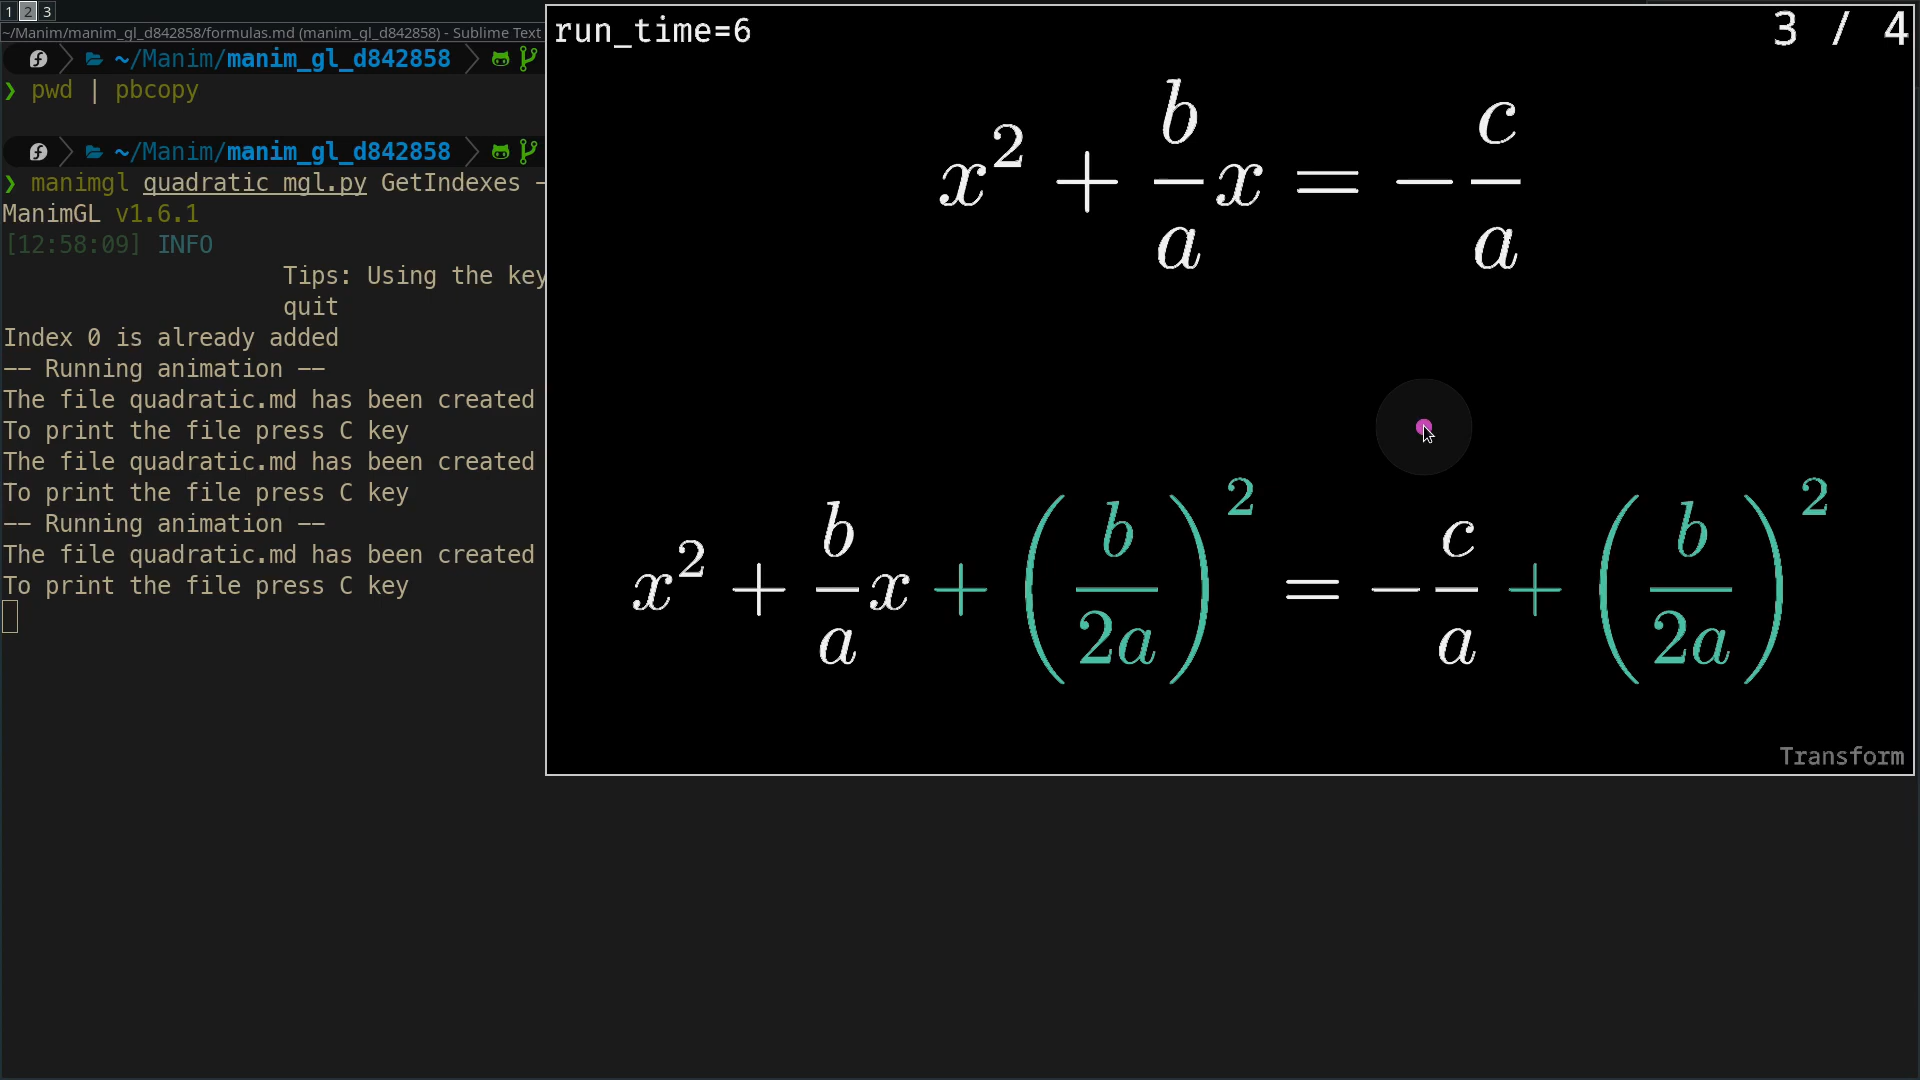 1 2 3
~/Manim/manim_gl_d842858/formulas.md (manim_gl_d842858) - Sublime Text
~/Manim/manim_gl_d842858
❯ pwd | pbcopy
~/Manim/manim_gl_d842858
❯ manimgl quadratic_mgl.py GetIndexes –
ManimGL v1.6.1
[12:58:09] INFO
Tips: Using the key
quit
Index 0 is already added
—— Running animation ——
The file quadratic.md has been created
To print the file press C key
The file quadratic.md has been created
To print the file press C key
—— Running animation ——
The file quadratic.md has been created
To print the file press C key
run_time=6
3 / 4
x² + b/a x = − c/a
x² + b/a x + (b/2a)² = − c/a + (b/2a)²
Transform